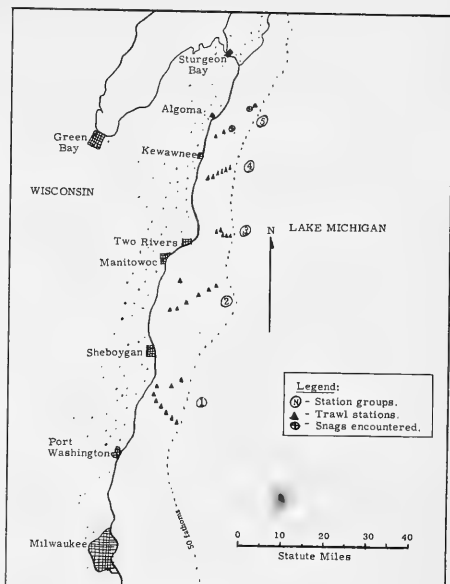 Sturgeon
Bay
Algoma
Green
Bay
⑤
Kewawnee
④
WISCONSIN
Two Rivers
③
N
LAKE MICHIGAN
Manitowoc
②
Sheboygan
①
Legend:
Ⓝ - Station groups.
▲ - Trawl stations.
⊕ - Snags encountered.
Port
Washington
50 fathoms
Milwaukee
0 10 20 30 40
Statute Miles